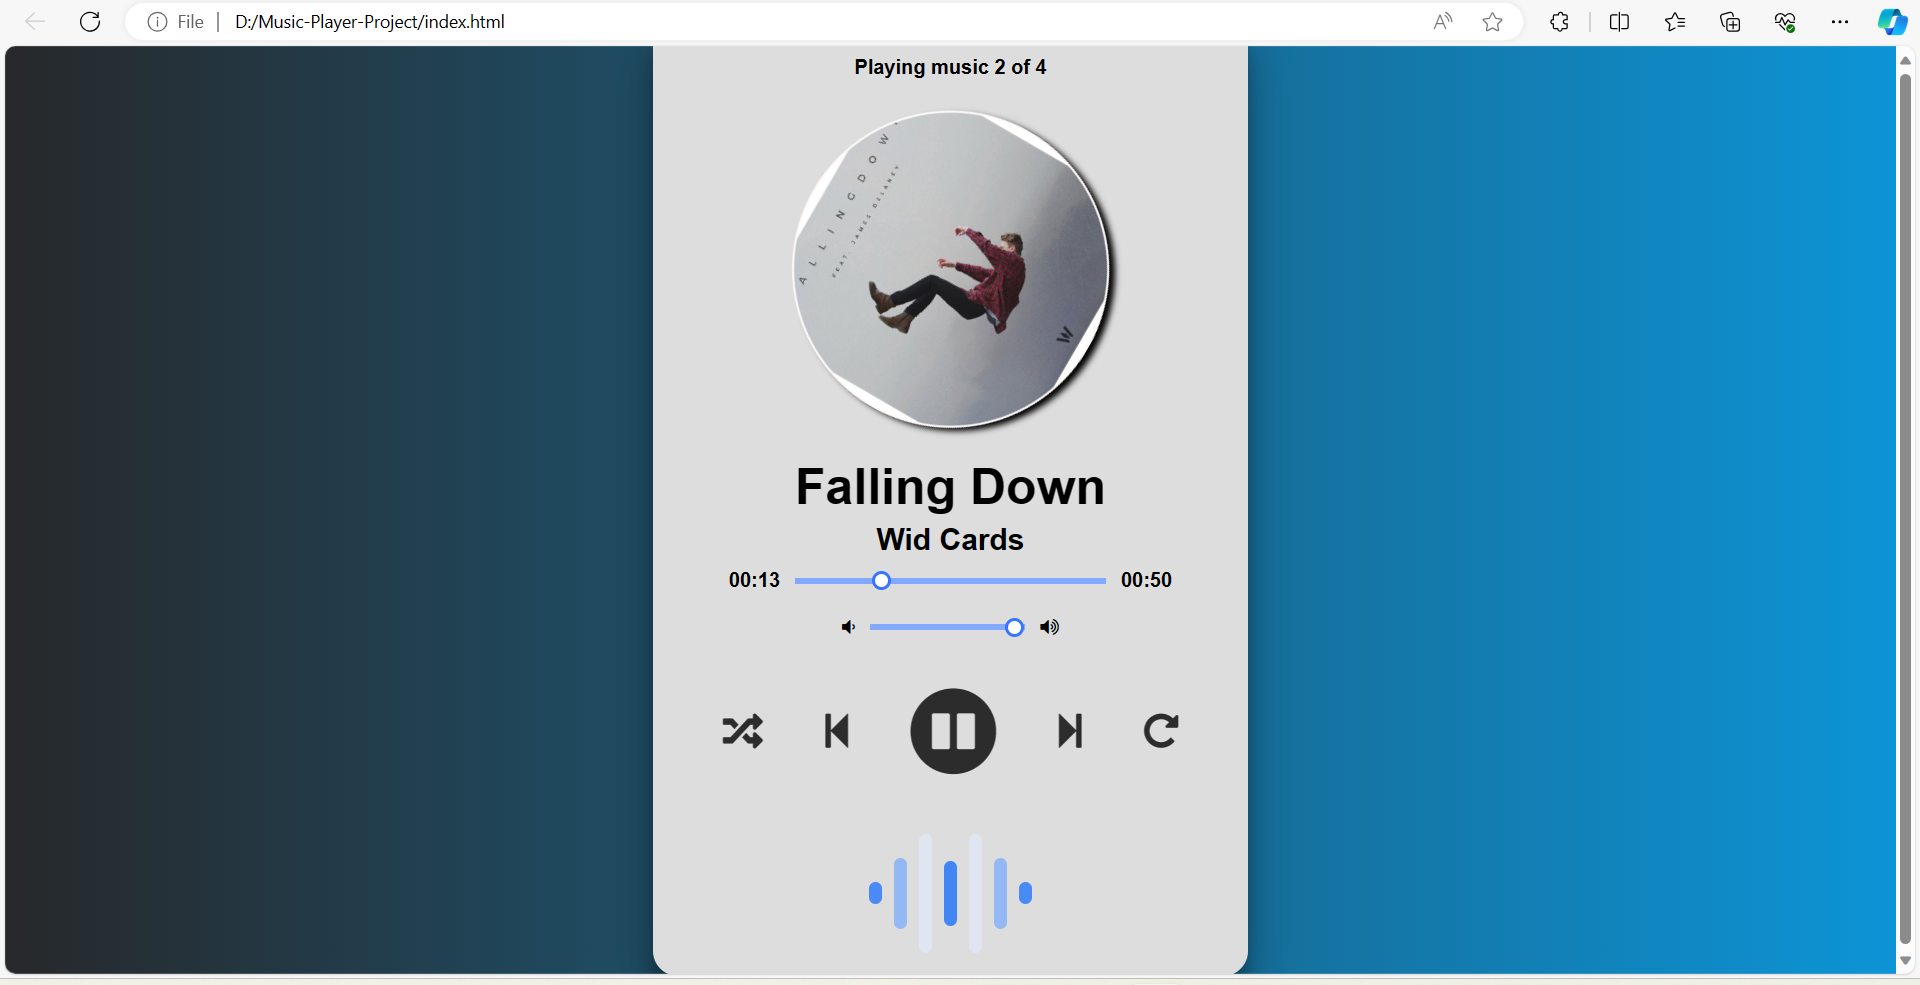 File
D:/Music-Player-Project/index.html
Playing music 2 of 4
ALLINGDOW
FEAT. JAMES DELANEY
W
Falling Down
Wid Cards
00:13
00:50